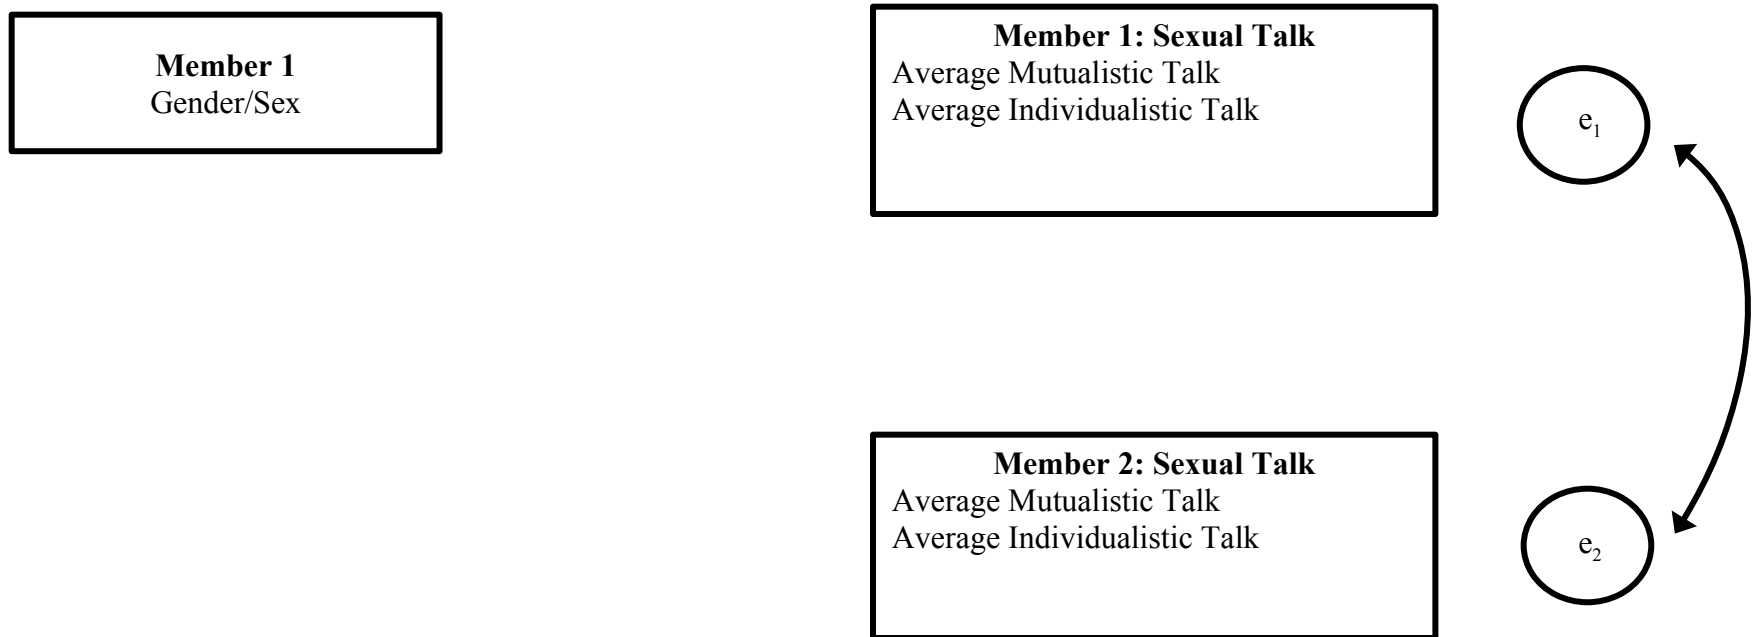 Member 1
Gender/Sex
Member 1: Sexual Talk
Average Mutualistic Talk
Average Individualistic Talk
e₁
Member 2: Sexual Talk
Average Mutualistic Talk
Average Individualistic Talk
e₂